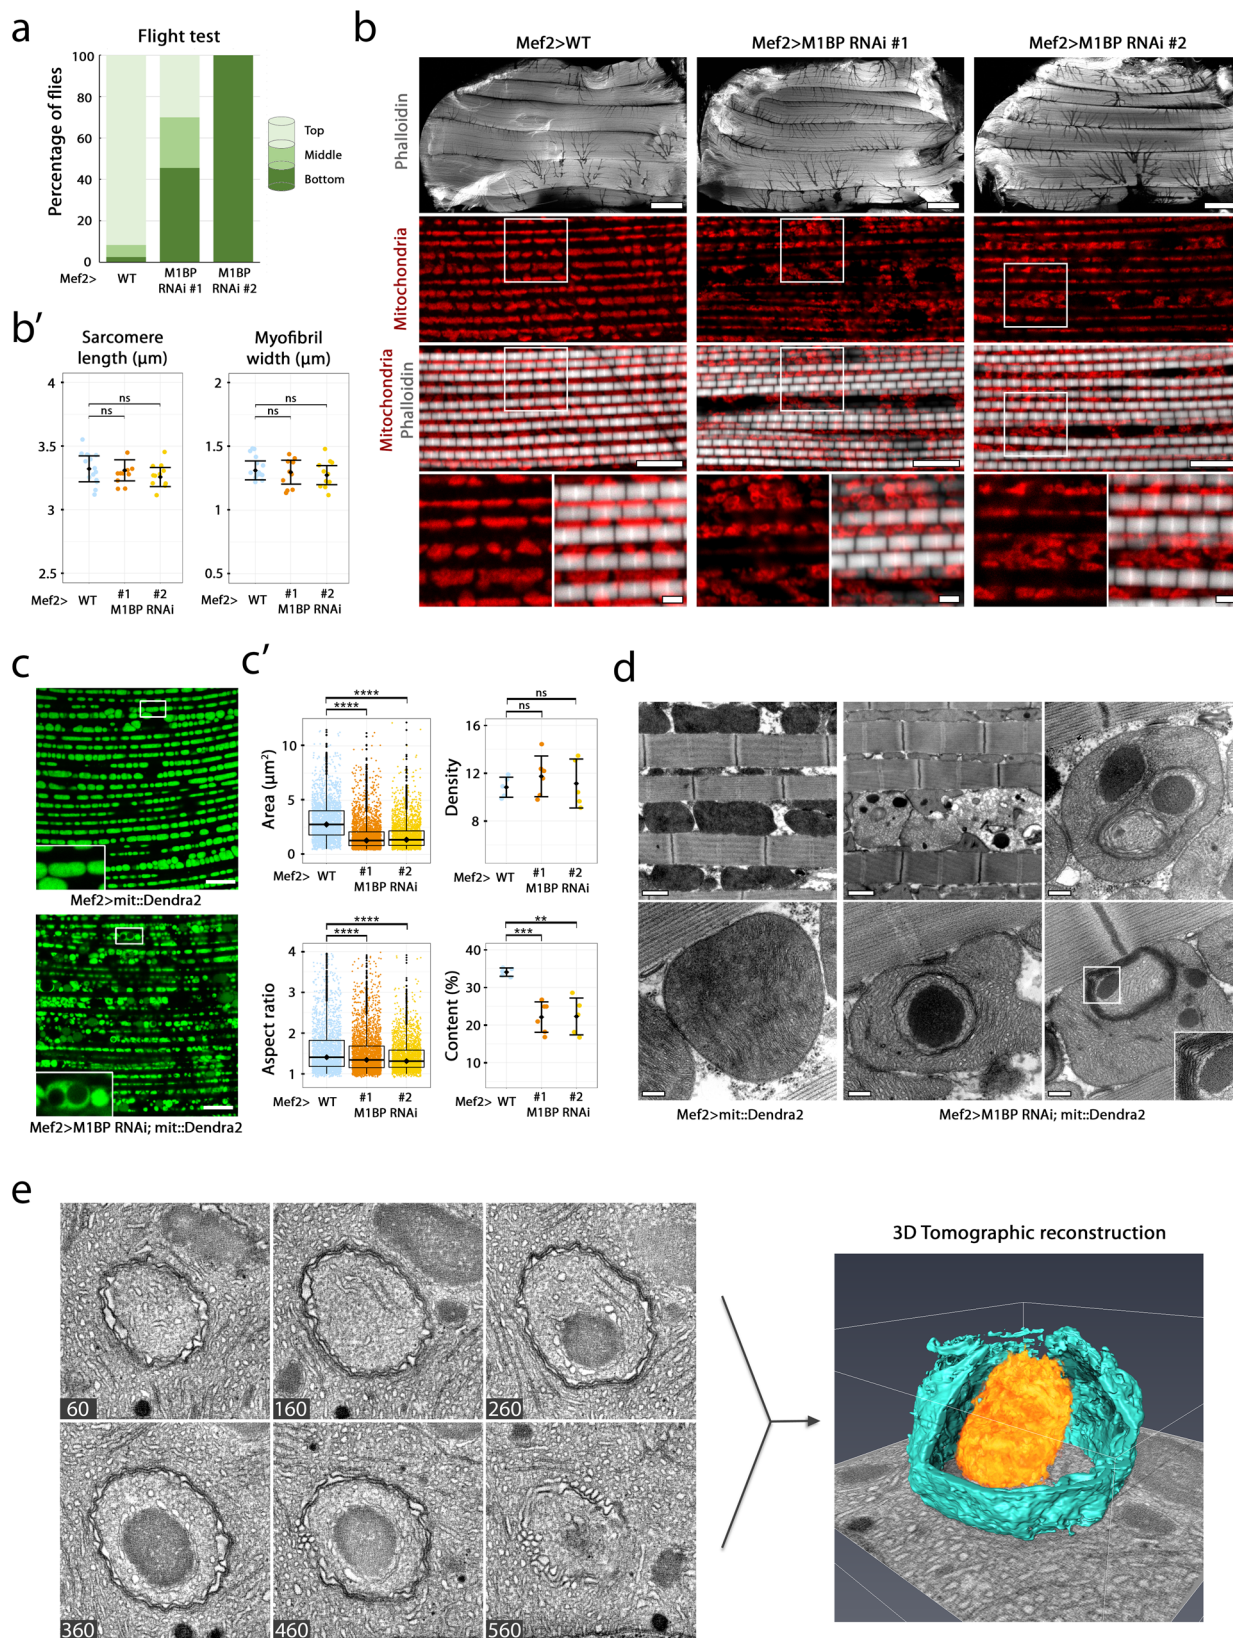 a
Flight test
Percentage of flies
100
80
60
40
20
0
Top
Middle
Bottom
Mef2>
WT
M1BP
RNAi #1
M1BP
RNAi #2
b
Mef2>WT
Mef2>M1BP RNAi #1
Mef2>M1BP RNAi #2
Phalloidin
Mitochondria
Mitochondria
Phalloidin
b'
Sarcomere
length (µm)
4
3.5
3
2.5
ns
ns
Mef2>
WT
#1
#2
M1BP RNAi
Myofibril
width (µm)
2
1.5
1
0.5
ns
ns
Mef2>
WT
#1
#2
M1BP RNAi
c
Mef2>mit::Dendra2
Mef2>M1BP RNAi; mit::Dendra2
c'
Area (µm²)
10
5
0
****
****
Mef2>
WT
#1
#2
M1BP RNAi
Density
16
12
8
ns
ns
Mef2>
WT
#1
#2
M1BP RNAi
Aspect ratio
4
3
2
1
****
****
Mef2>
WT
#1
#2
M1BP RNAi
Content (%)
40
30
20
10
**
***
Mef2>
WT
#1
#2
M1BP RNAi
d
Mef2>mit::Dendra2
Mef2>M1BP RNAi; mit::Dendra2
e
60
160
260
360
460
560
3D Tomographic reconstruction